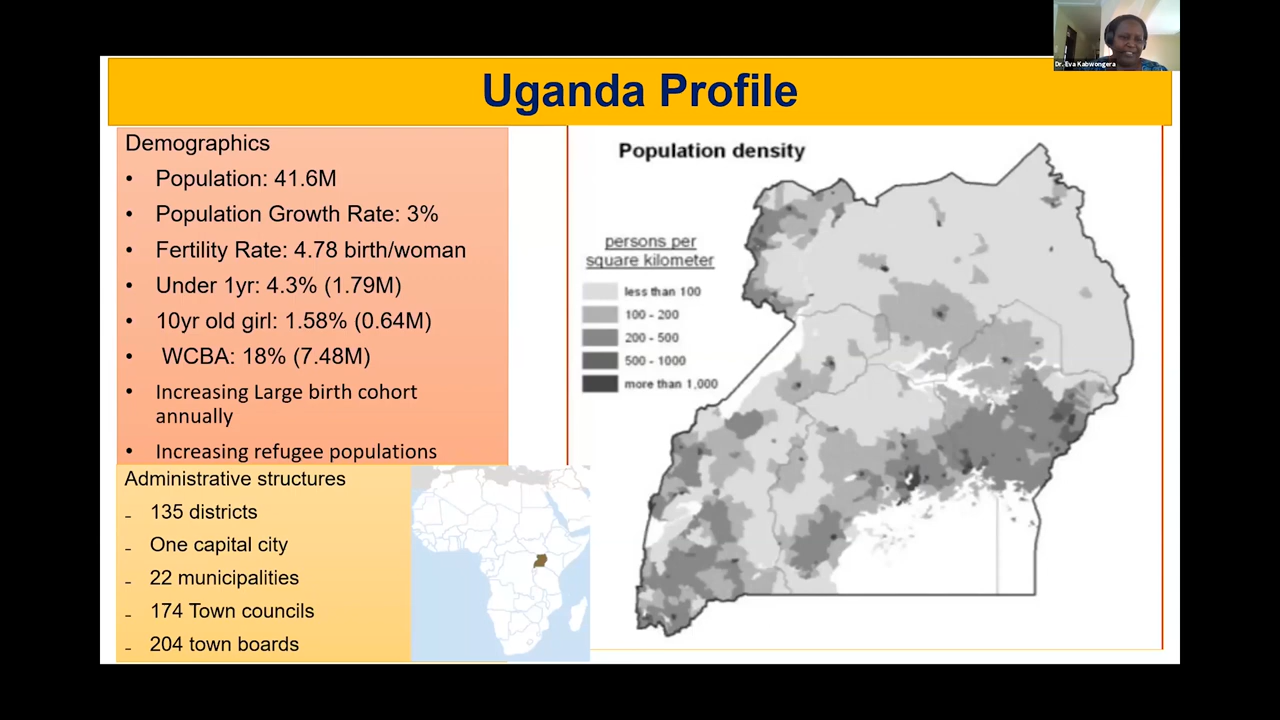 Dr. Eva Kabwongera
Uganda Profile
Demographics
• Population: 41.6M
• Population Growth Rate: 3%
• Fertility Rate: 4.78 birth/woman
• Under 1yr: 4.3% (1.79M)
• 10yr old girl: 1.58% (0.64M)
• WCBA: 18% (7.48M)
• Increasing Large birth cohort
annually
• Increasing refugee populations
Administrative structures
- 135 districts
- One capital city
- 22 municipalities
- 174 Town councils
- 204 town boards
Population density
persons per
square kilometer
less than 100
100 - 200
200 - 500
500 - 1000
more than 1,000